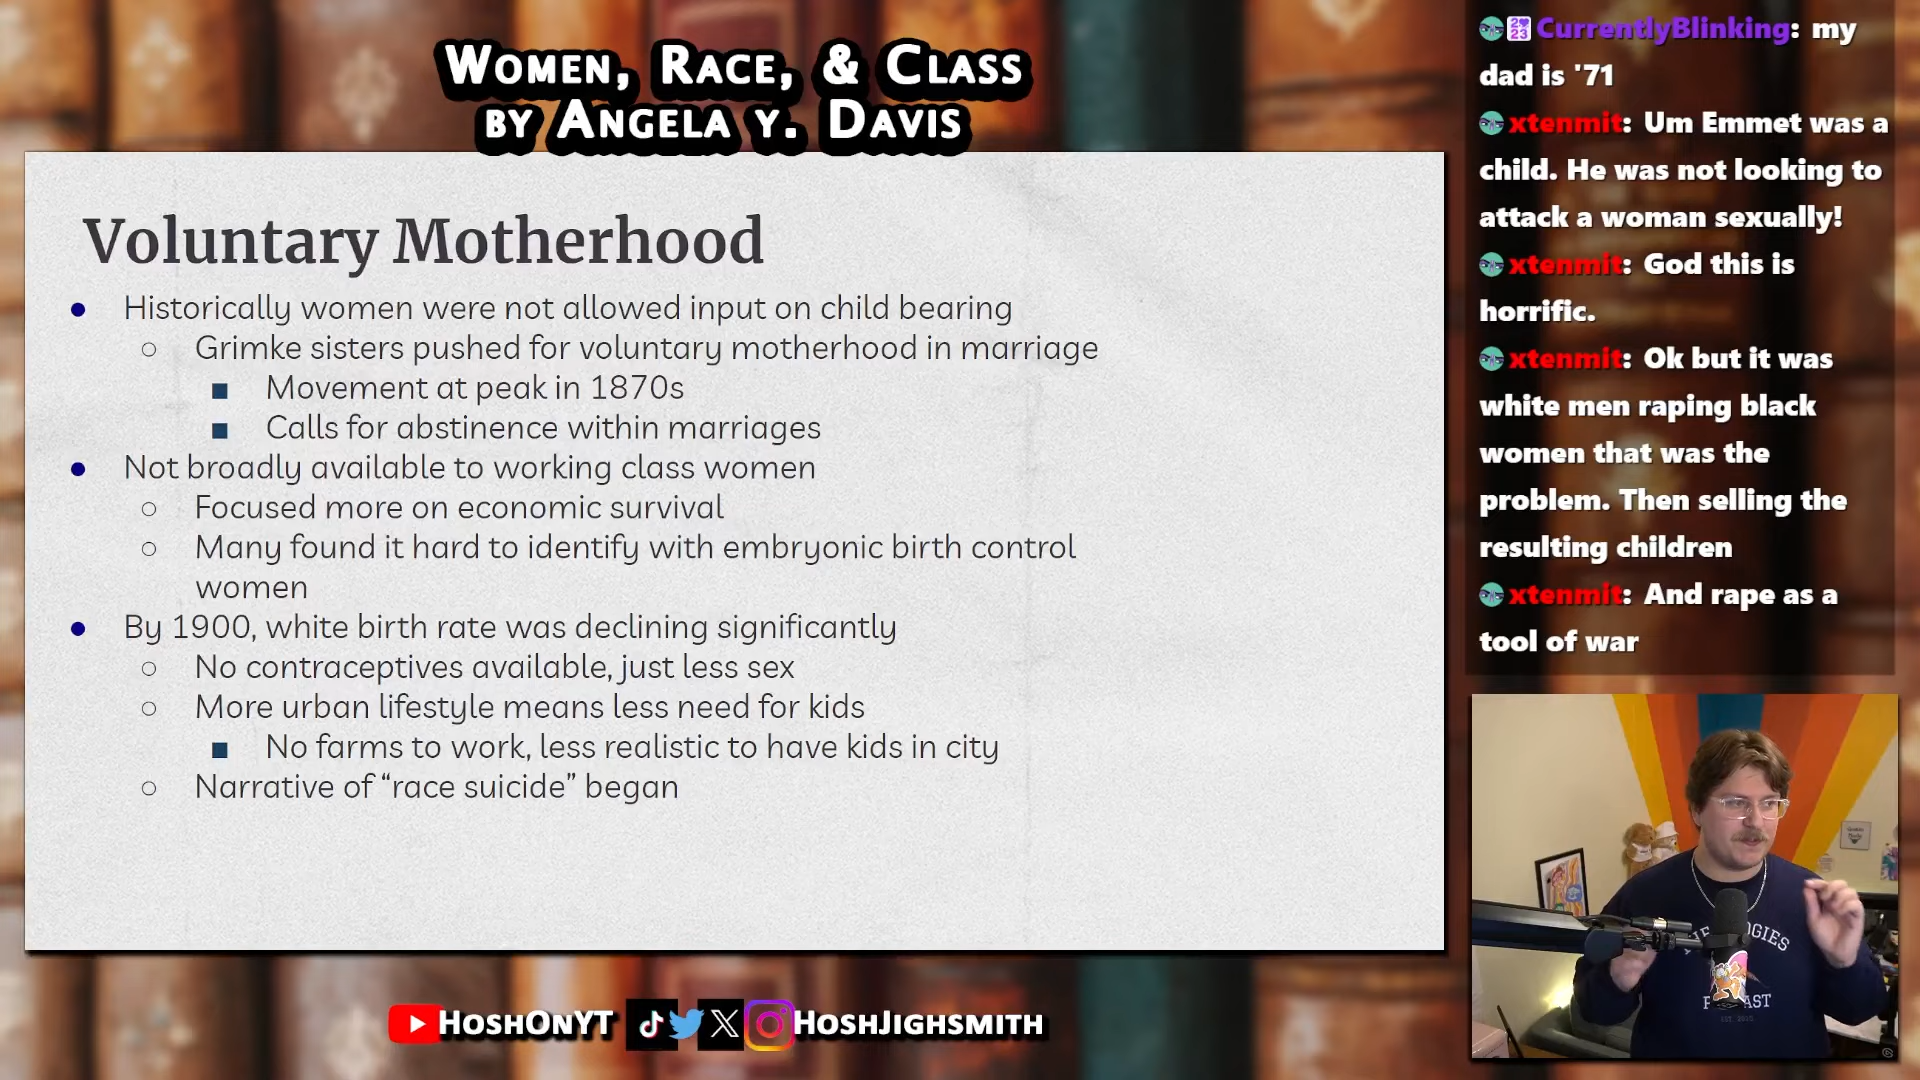 Women, Race, & Class
by Angela Y. Davis
Voluntary Motherhood
● Historically women were not allowed input on child bearing
○ Grimke sisters pushed for voluntary motherhood in marriage
■ Movement at peak in 1870s
■ Calls for abstinence within marriages
● Not broadly available to working class women
○ Focused more on economic survival
○ Many found it hard to identify with embryonic birth control
women
● By 1900, white birth rate was declining significantly
○ No contraceptives available, just less sex
○ More urban lifestyle means less need for kids
■ No farms to work, less realistic to have kids in city
○ Narrative of “race suicide” began
HoshOnYT
HoshJighsmith
CurrentlyBlinking: my
dad is '71
xtenmit: Um Emmet was a
child. He was not looking to
attack a woman sexually!
xtenmit: God this is
horrific.
xtenmit: Ok but it was
white men raping black
women that was the
problem. Then selling the
resulting children
xtenmit: And rape as a
tool of war